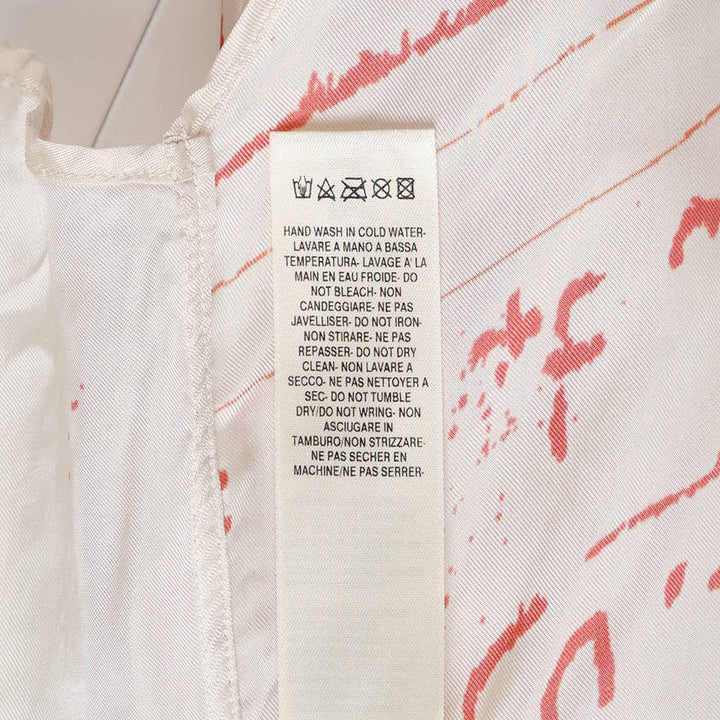 HAND WASH IN COLD WATER-
LAVARE A MANO A BASSA
TEMPERATURA- LAVAGE A' LA
MAIN EN EAU FROIDE- DO
NOT BLEACH- NON
CANDEGGIARE- NE PAS
JAVELLISER- DO NOT IRON-
NON STIRARE- NE PAS
REPASSER- DO NOT DRY
CLEAN- NON LAVARE A
SECCO- NE PAS NETTOYER A
SEC- DO NOT TUMBLE
DRY/DO NOT WRING- NON
ASCIUGARE IN
TAMBURO/NON STRIZZARE-
NE PAS SECHER EN
MACHINE/NE PAS SERRER-